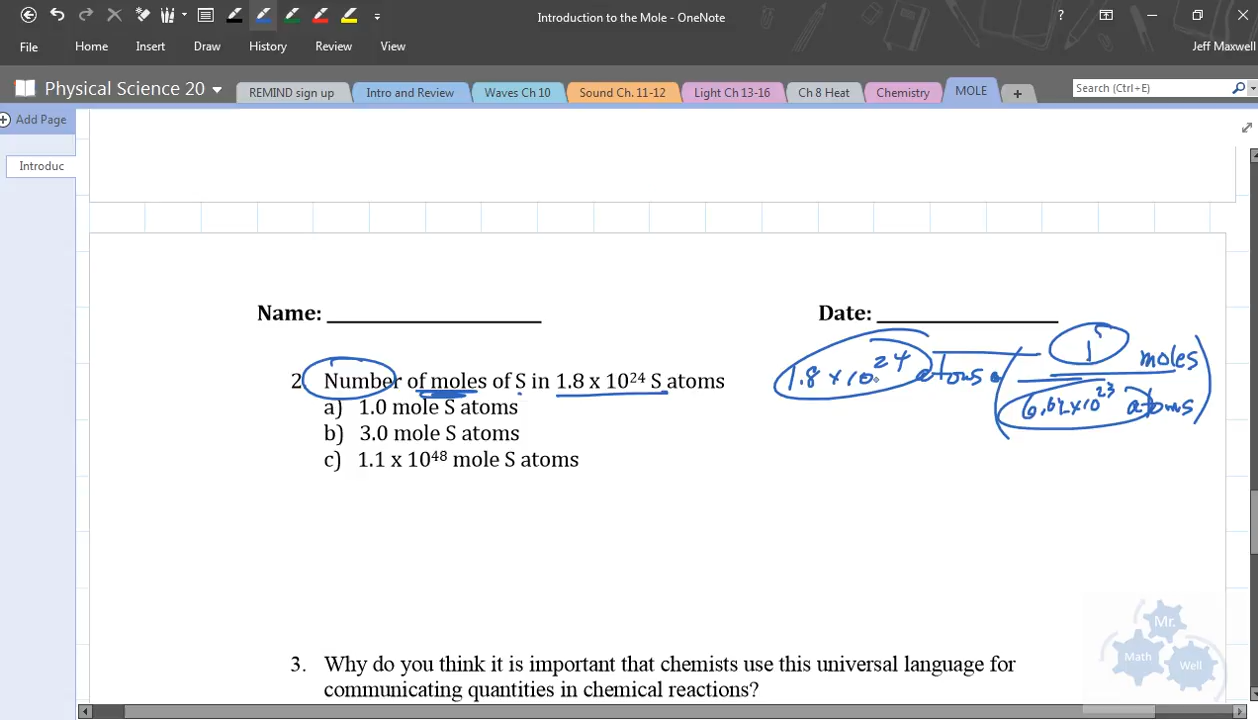 Introduction to the Mole - OneNote
?
File
Home
Insert
Draw
History
Review
View
Jeff Maxwell
Physical Science 20
REMIND sign up
Intro and Review
Waves Ch 10
Sound Ch. 11-12
Light Ch 13-16
Ch 8 Heat
Chemistry
MOLE
+
Search (Ctrl+E)
Add Page
Introduc
Name: ____________________
Date: ________________
2 Number of moles of S in 1.8 x 10²⁴ S atoms
a) 1.0 mole S atoms
b) 3.0 mole S atoms
c) 1.1 x 10⁴⁸ mole S atoms
1.8 x 10²⁴ atoms
1 moles
6.02 x 10²³ atoms
3. Why do you think it is important that chemists use this universal language for
communicating quantities in chemical reactions?
Mr.
Math
Well